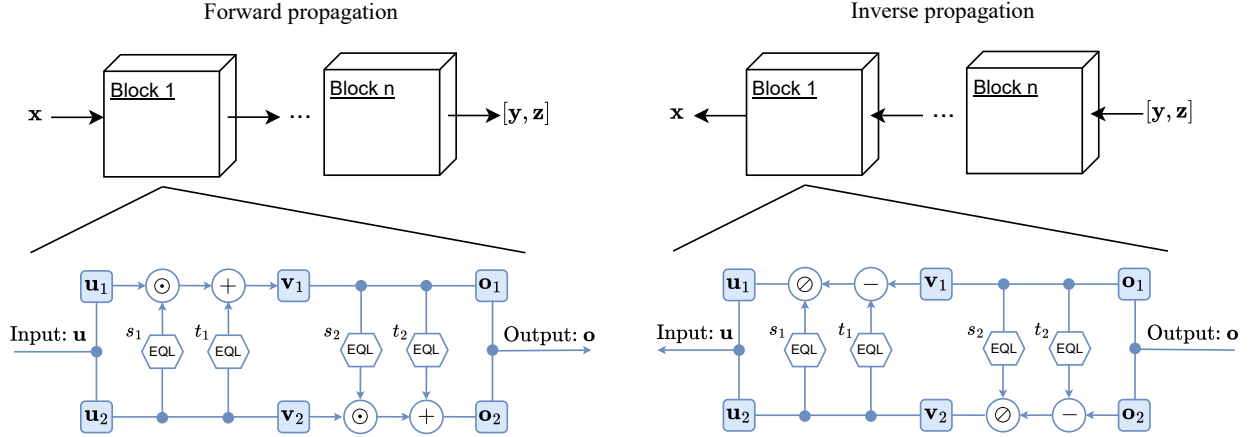 Forward propagation
Block 1
Block n
x
...
[y, z]
u₁
⊙
+
v₁
o₁
s₁
t₁
s₂
t₂
Input: u
EQL
EQL
EQL
EQL
Output: o
u₂
v₂
⊙
+
o₂
Inverse propagation
Block 1
Block n
x
...
[y, z]
u₁
⊘
−
v₁
o₁
s₁
t₁
s₂
t₂
Input: u
EQL
EQL
EQL
EQL
Output: o
u₂
v₂
⊘
−
o₂